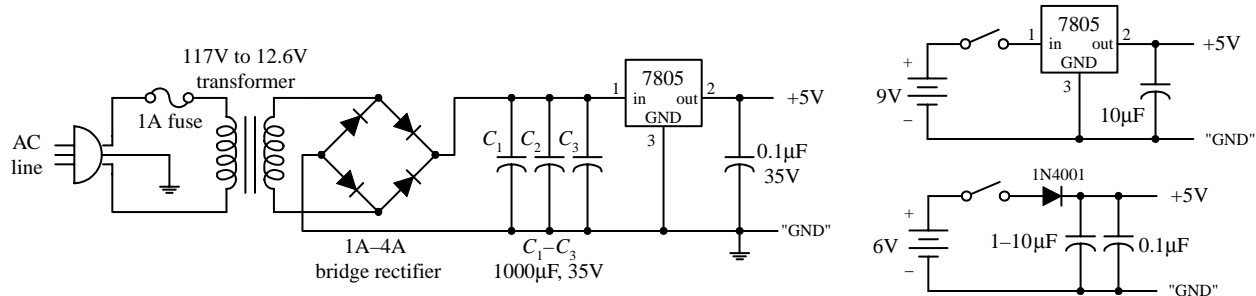 117V to 12.6V
transformer
1A fuse
AC
line
1A–4A
bridge rectifier
C1
C2
C3
C1–C3
1000µF, 35V
7805
1
in
out
2
GND
3
+5V
0.1µF
35V
"GND"
7805
1
in
out
2
GND
3
+5V
+
9V
–
10µF
"GND"
1N4001
+5V
+
6V
–
1–10µF
0.1µF
"GND"